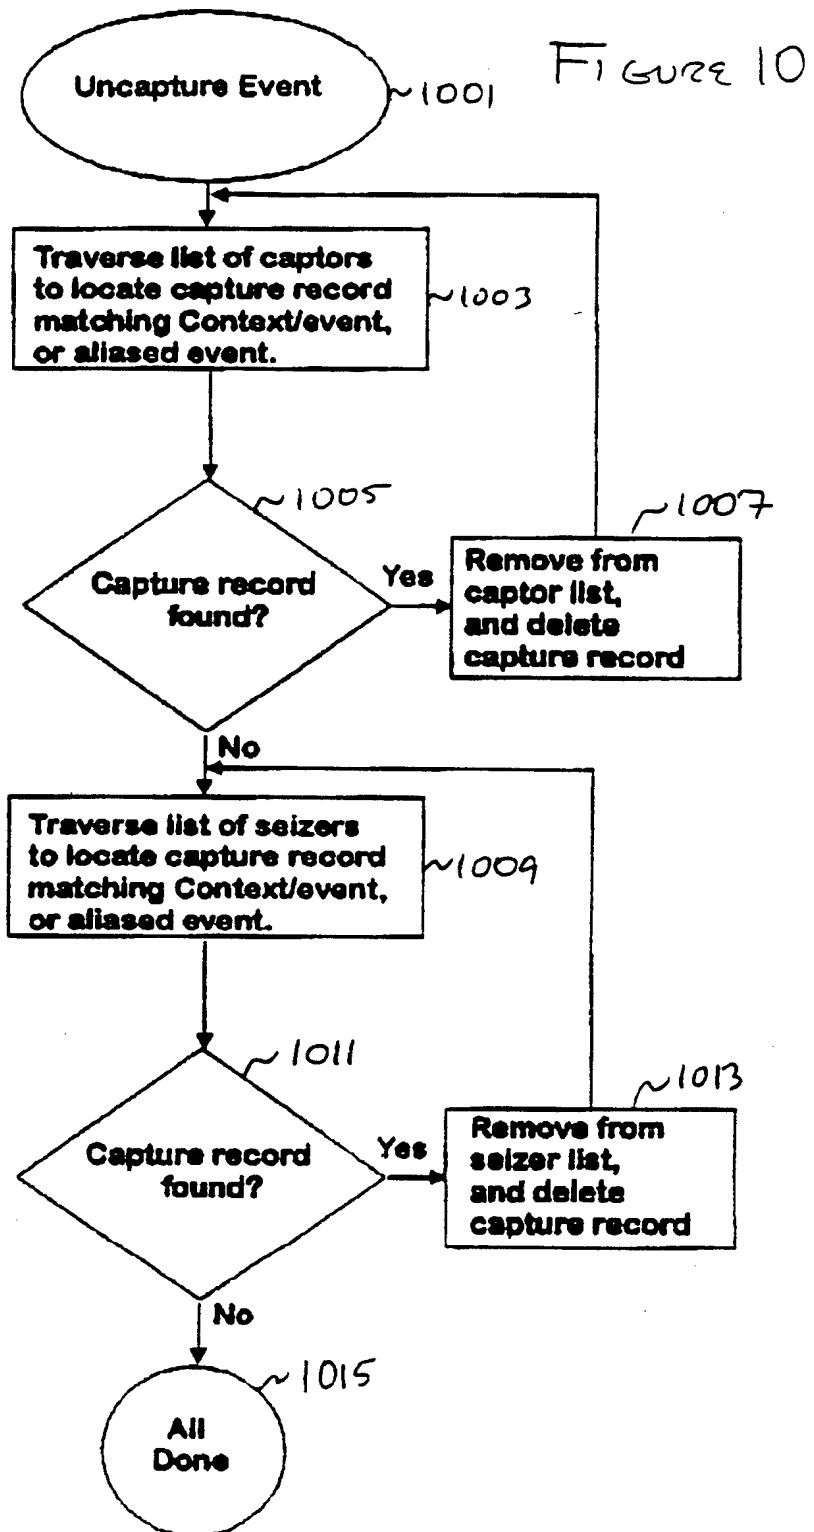 FIGURE 10
Uncapture Event
1001
Traverse list of captors
to locate capture record
matching Context/event,
or aliased event.
1003
1005
Capture record
found?
Yes
1007
Remove from
captor list,
and delete
capture record
No
Traverse list of seizers
to locate capture record
matching Context/event,
or aliased event.
1009
1011
Capture record
found?
Yes
1013
Remove from
seizer list,
and delete
capture record
No
1015
All
Done